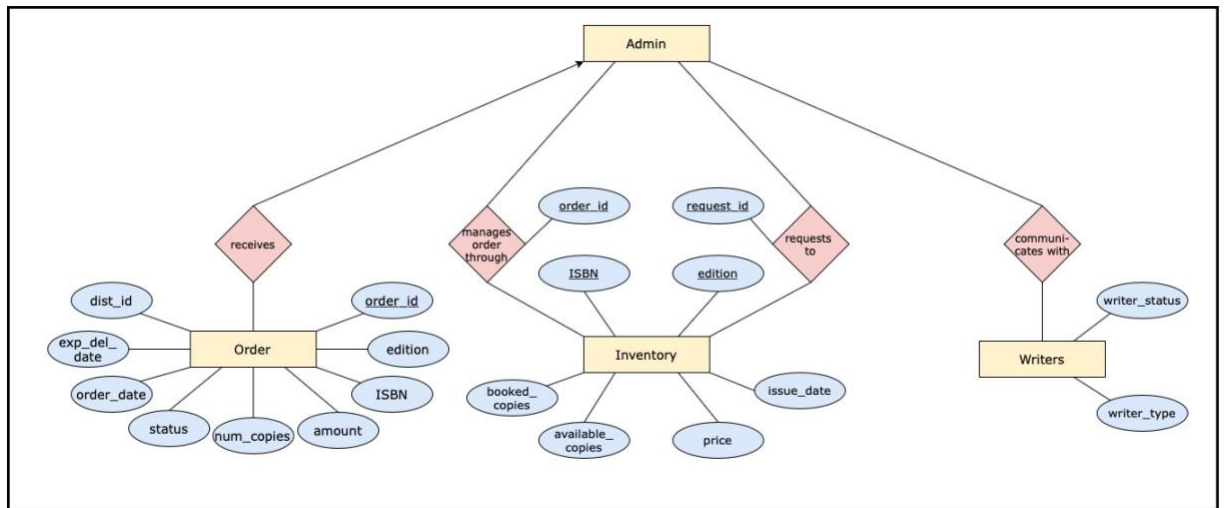 Admin
receives
manages
order
through
order_id
request_id
requests
to
communi-
cates with
ISBN
edition
dist_id
order_id
exp_del_
date
Order
edition
order_date
ISBN
status
num_copies
amount
Inventory
booked_
copies
available_
copies
price
issue_date
writer_status
Writers
writer_type